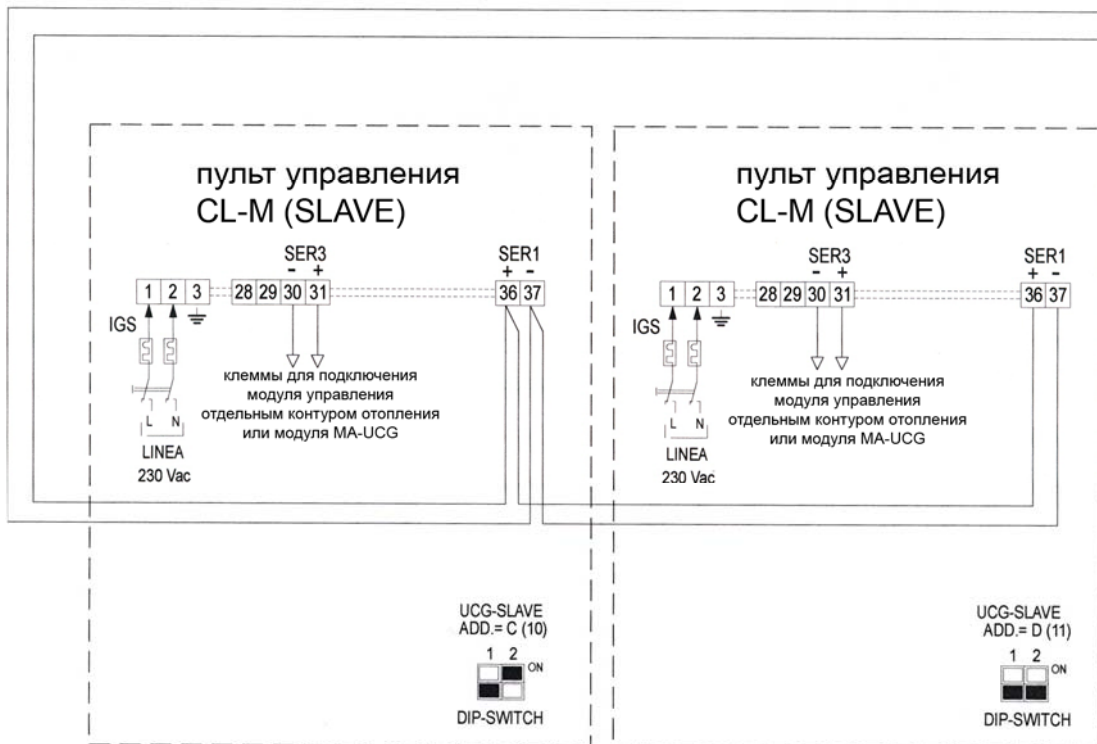 пульт управления
CL-M (SLAVE)
SER3
- +
SER1
+ -
1 2 3 28 29 30 31 36 37
IGS
клеммы для подключения
модуля управления
отдельным контуром отопления
или модуля MA-UCG
L N
LINEA
230 Vac
UCG-SLAVE
ADD.= C (10)
1 2
ON
DIP-SWITCH
пульт управления
CL-M (SLAVE)
SER3
- +
SER1
+ -
1 2 3 28 29 30 31 36 37
IGS
клеммы для подключения
модуля управления
отдельным контуром отопления
или модуля MA-UCG
L N
LINEA
230 Vac
UCG-SLAVE
ADD.= D (11)
1 2
ON
DIP-SWITCH